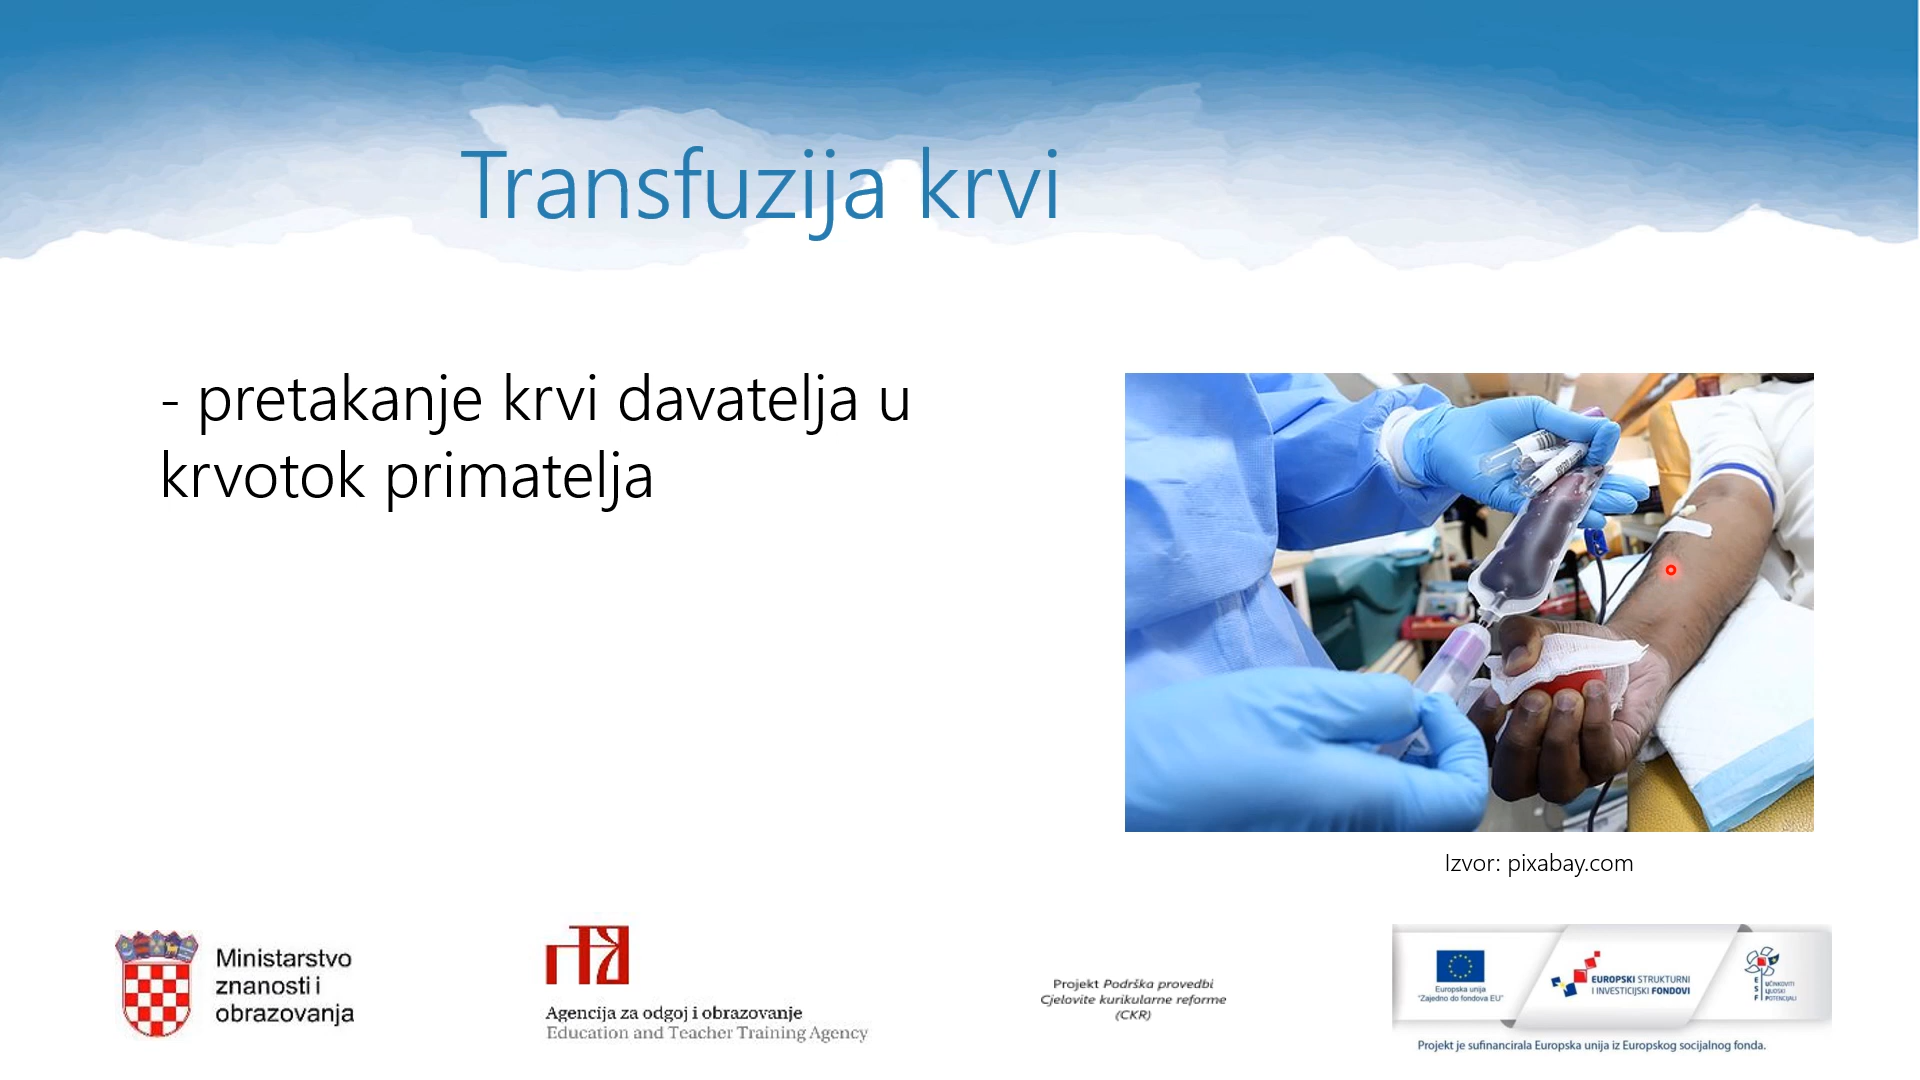 Transfuzija krvi
- pretakanje krvi davatelja u
krvotok primatelja
Izvor: pixabay.com
Ministarstvo
znanosti i
obrazovanja
Agencija za odgoj i obrazovanje
Education and Teacher Training Agency
Projekt Podrška provedbi
Cjelovite kurikularne reforme
(CKR)
Europska unija
"Zajedno do fondova EU"
EUROPSKI STRUKTURNI
I INVESTICIJSKI FONDOVI
ESF
UČINKOVITI
LJUDSKI
POTENCIJALI
Projekt je sufinancirala Europska unija iz Europskog socijalnog fonda.